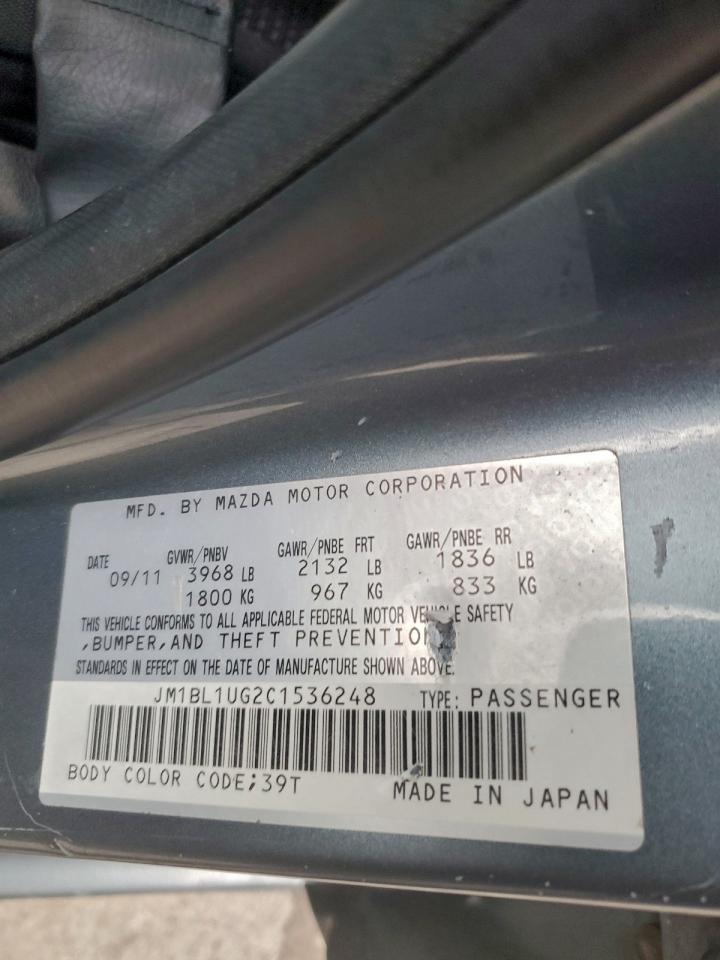 MFD. BY MAZDA MOTOR CORPORATION
DATE GVWR/PNBV GAWR/PNBE FRT GAWR/PNBE RR
09/11 3968 LB 2132 LB 1836 LB
1800 KG 967 KG 833 KG
THIS VEHICLE CONFORMS TO ALL APPLICABLE FEDERAL MOTOR VEHICLE SAFETY
,BUMPER,AND THEFT PREVENTION
STANDARDS IN EFFECT ON THE DATE OF MANUFACTURE SHOWN ABOVE.
JM1BL1UG2C1536248 TYPE: PASSENGER
BODY COLOR CODE;39T MADE IN JAPAN